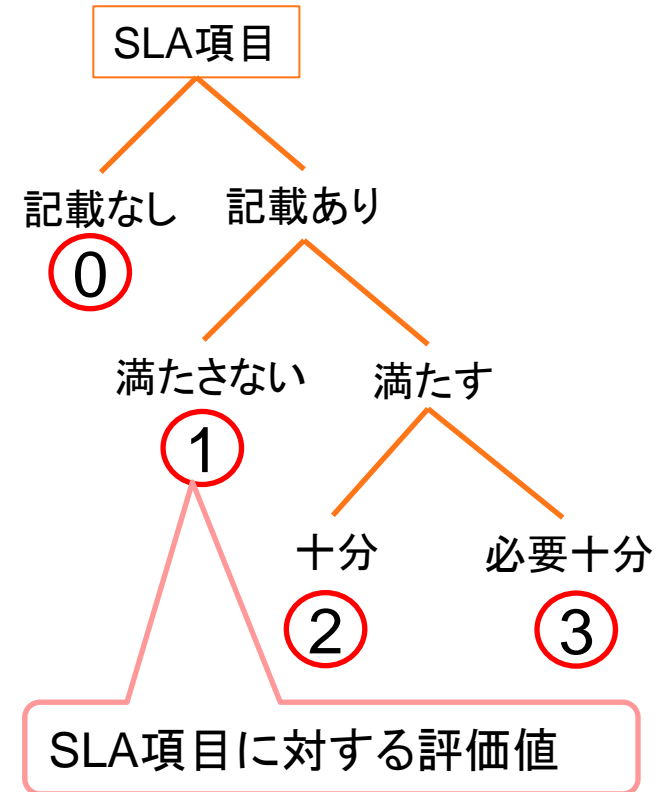 SLA項目
記載なし
記載あり
0
満たさない
満たす
1
十分
必要十分
2
3
SLA項目に対する評価値